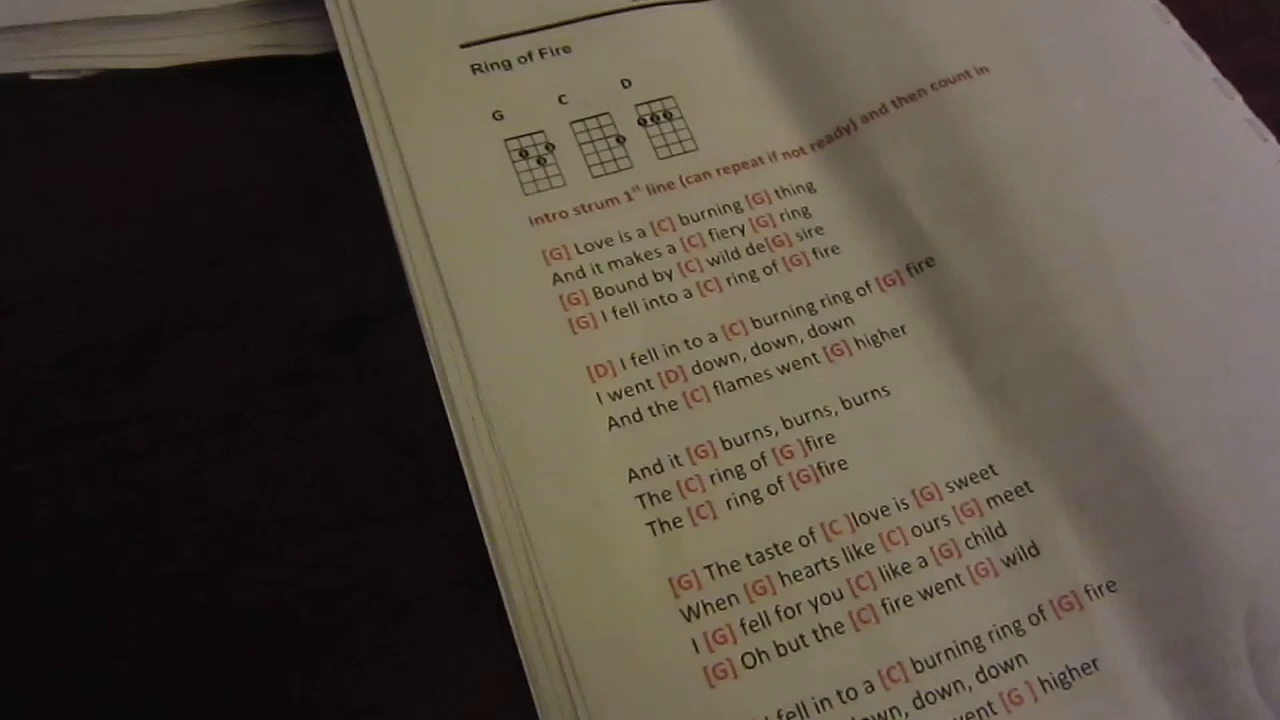 Ring of Fire
G C D
Intro strum 1st line (can repeat if not ready) and then count in
[G] Love is a [C] burning [G] thing
And it makes a [C] fiery [G] ring
[G] Bound by [C] wild de[G] sire
[G] I fell into a [C] ring of [G] fire
[D] I fell in to a [C] burning ring of [G] fire
I went [D] down, down, down
And the [C] flames went [G] higher
And it [G] burns, burns, burns
The [C] ring of [G ]fire
The [C] ring of [G]fire
[G] The taste of [C ]love is [G] sweet
When [G] hearts like [C] ours [G] meet
I [G] fell for you [C] like a [G] child
[G] Oh but the [C] fire went [G] wild
fell in to a [C] burning ring of [G] fire
down, down
[G ] higher